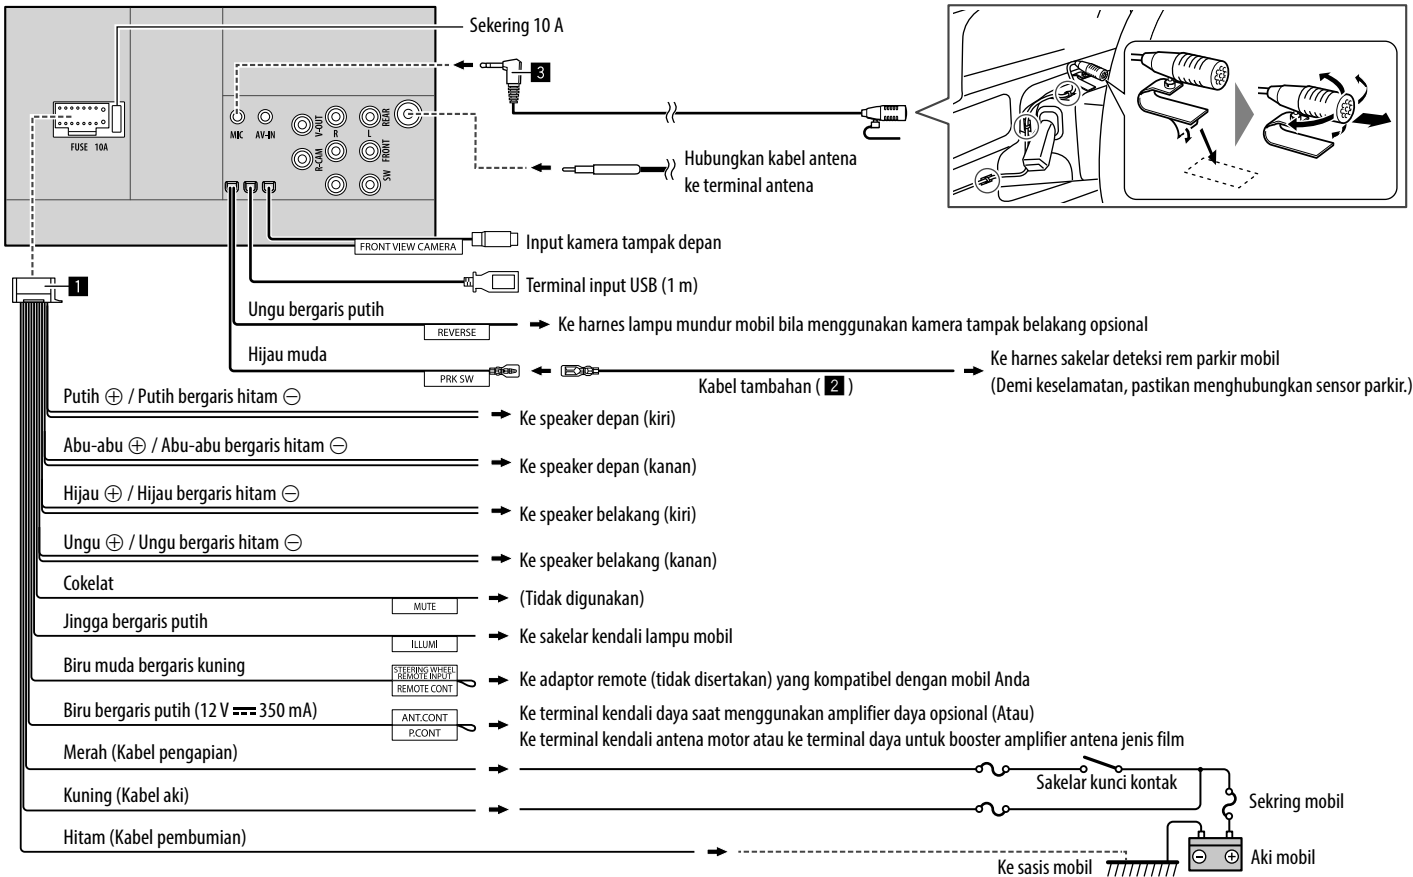 Sekering 10 A
3
MIC
AV-IN
V-OUT
R
L
REAR
R-CAM
FRONT
SW
FUSE 10A
Hubungkan kabel antena
ke terminal antena
FRONT VIEW CAMERA
Input kamera tampak depan
1
Terminal input USB (1 m)
Ungu bergaris putih
REVERSE
Ke harnes lampu mundur mobil bila menggunakan kamera tampak belakang opsional
Hijau muda
PRK SW
Kabel tambahan ( 2 )
Ke harnes sakelar deteksi rem parkir mobil
(Demi keselamatan, pastikan menghubungkan sensor parkir.)
Putih ⊕ / Putih bergaris hitam ⊖
Ke speaker depan (kiri)
Abu-abu ⊕ / Abu-abu bergaris hitam ⊖
Ke speaker depan (kanan)
Hijau ⊕ / Hijau bergaris hitam ⊖
Ke speaker belakang (kiri)
Ungu ⊕ / Ungu bergaris hitam ⊖
Ke speaker belakang (kanan)
Cokelat
MUTE
(Tidak digunakan)
Jingga bergaris putih
ILLUMI
Ke sakelar kendali lampu mobil
Biru muda bergaris kuning
STEERING WHEEL
REMOTE INPUT
REMOTE CONT
Ke adaptor remote (tidak disertakan) yang kompatibel dengan mobil Anda
Biru bergaris putih (12 V ⎓ 350 mA)
ANT.CONT
P.CONT
Ke terminal kendali daya saat menggunakan amplifier daya opsional (Atau)
Ke terminal kendali antena motor atau ke terminal daya untuk booster amplifier antena jenis film
Merah (Kabel pengapian)
Sakelar kunci kontak
Kuning (Kabel aki)
Sekring mobil
Hitam (Kabel pembumian)
Ke sasis mobil
⊖ ⊕
Aki mobil